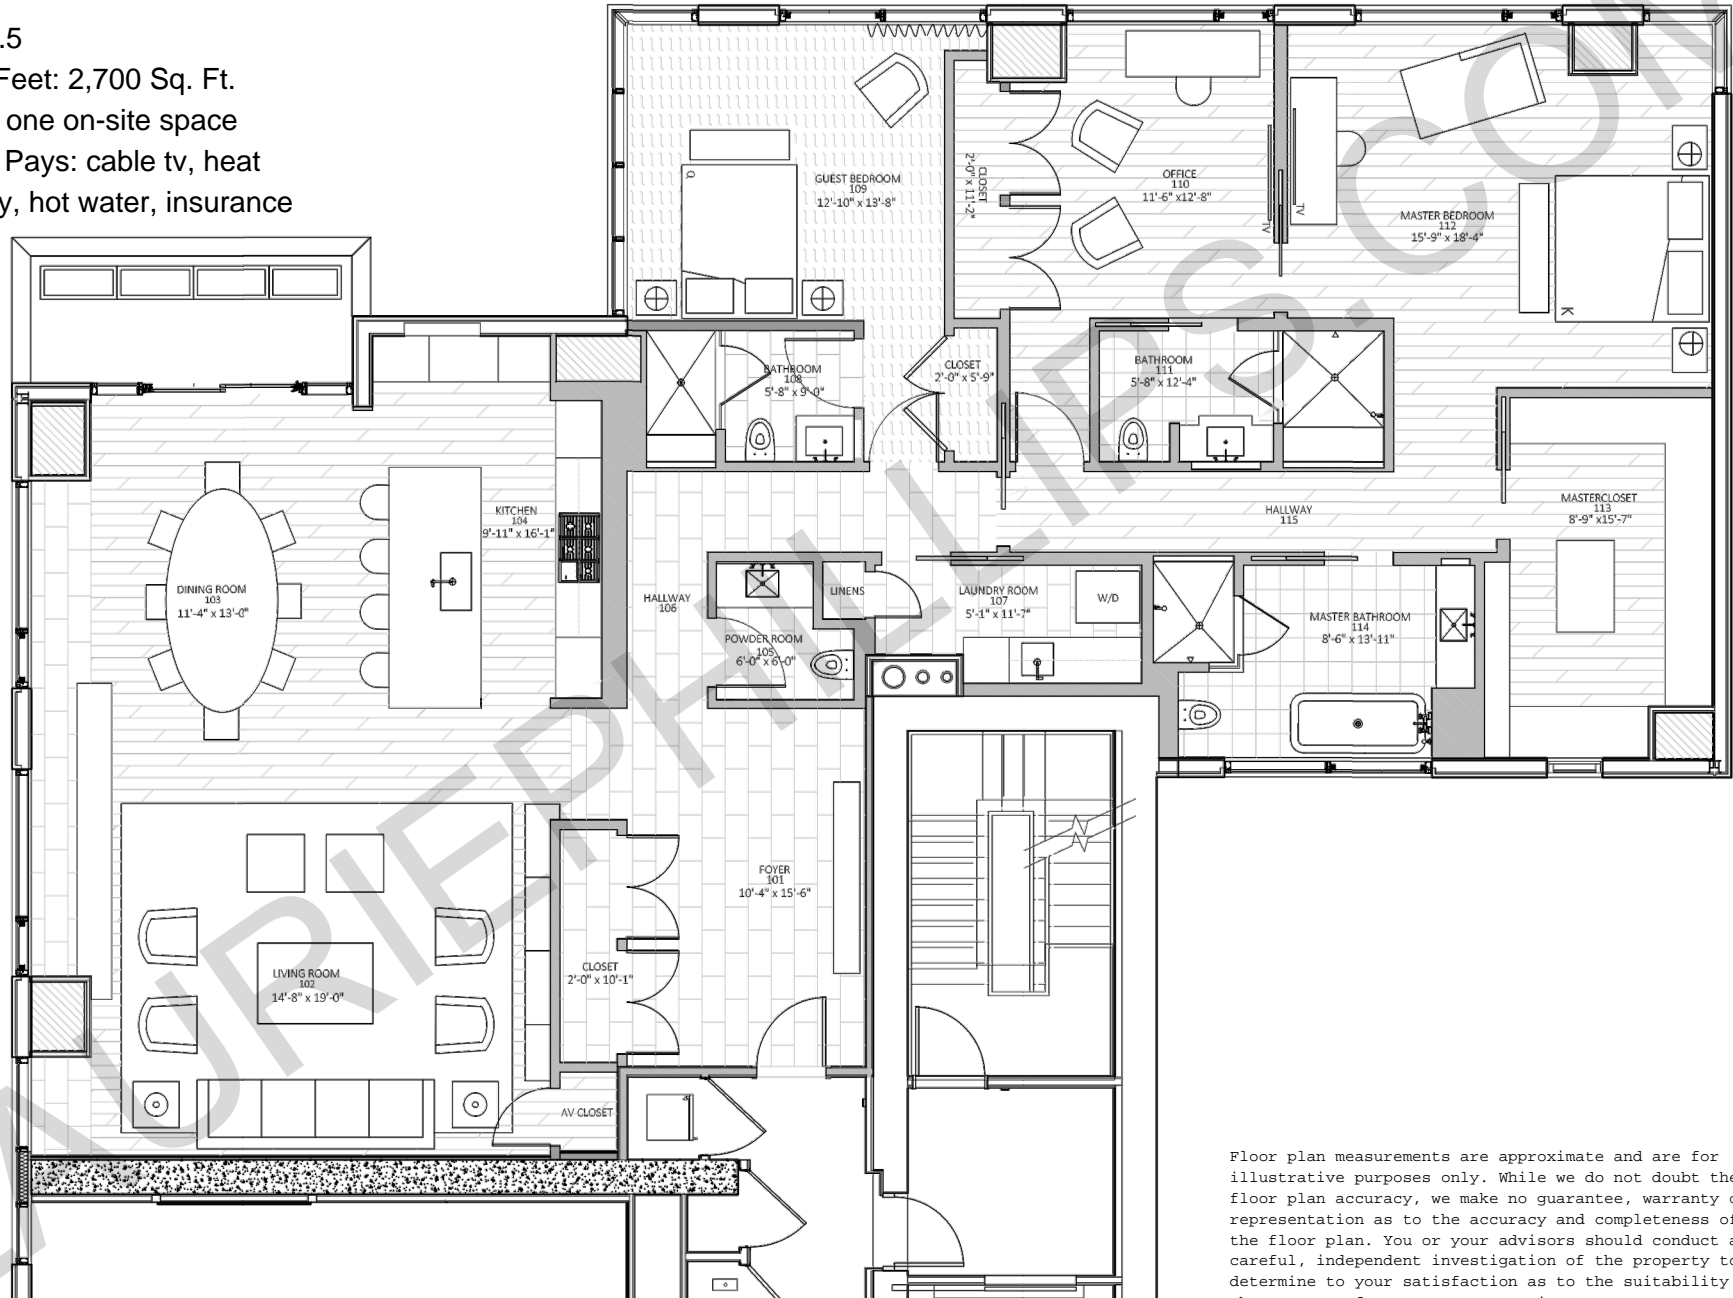 .5
Feet: 2,700 Sq. Ft.
one on-site space
Pays: cable tv, heat
y, hot water, insurance
GUEST BEDROOM
109
12'-10" x 13'-8"
Q
CLOSET
2'-0" x 11'-2"
OFFICE
110
11'-6" x12'-8"
TV
TV
MASTER BEDROOM
112
15'-9" x 18'-4"
K
BATHROOM
108
5'-8" x 9'-0"
CLOSET
2'-0" x 5'-9"
BATHROOM
111
5'-8" x 12'-4"
KITCHEN
104
9'-11" x 16'-1"
HALLWAY
115
MASTERCLOSET
113
8'-9" x15'-7"
DINING ROOM
103
11'-4" x 13'-0"
HALLWAY
106
LINENS
LAUNDRY ROOM
107
5'-1" x 11'-7"
W/D
POWDER ROOM
105
6'-0" x 6'-0"
MASTER BATHROOM
114
8'-6" x 13'-11"
FOYER
101
10'-4" x 15'-6"
CLOSET
2'-0" x 10'-1"
LIVING ROOM
102
14'-8" x 19'-0"
AV CLOSET
LAURIEPHILLIPS.COM
Floor plan measurements are approximate and are for
illustrative purposes only. While we do not doubt the
floor plan accuracy, we make no guarantee, warranty o
representation as to the accuracy and completeness of
the floor plan. You or your advisors should conduct a
careful, independent investigation of the property to
determine to your satisfaction as to the suitability